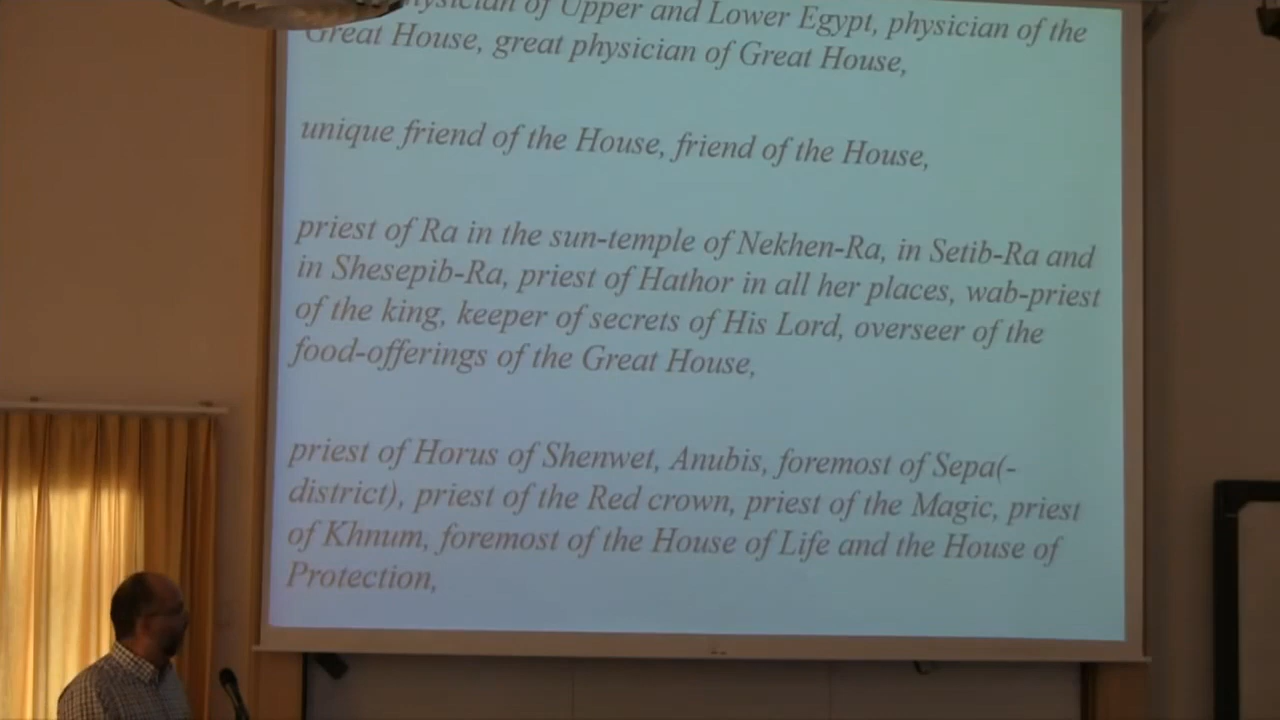 of Upper and Lower Egypt, physician of the
Great House, great physician of Great House,
unique friend of the House, friend of the House,
priest of Ra in the sun-temple of Nekhen-Ra, in Setib-Ra and
in Shesepib-Ra, priest of Hathor in all her places, wab-priest
of the king, keeper of secrets of His Lord, overseer of the
food-offerings of the Great House,
priest of Horus of Shenwet, Anubis, foremost of Sepa(-
district), priest of the Red crown, priest of the Magic, priest
of Khnum, foremost of the House of Life and the House of
Protection,